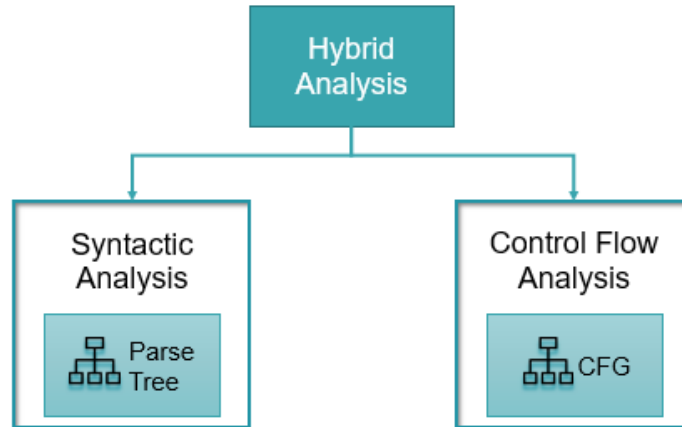 Hybrid
Analysis
Syntactic
Analysis
Parse
Tree
Control Flow
Analysis
CFG